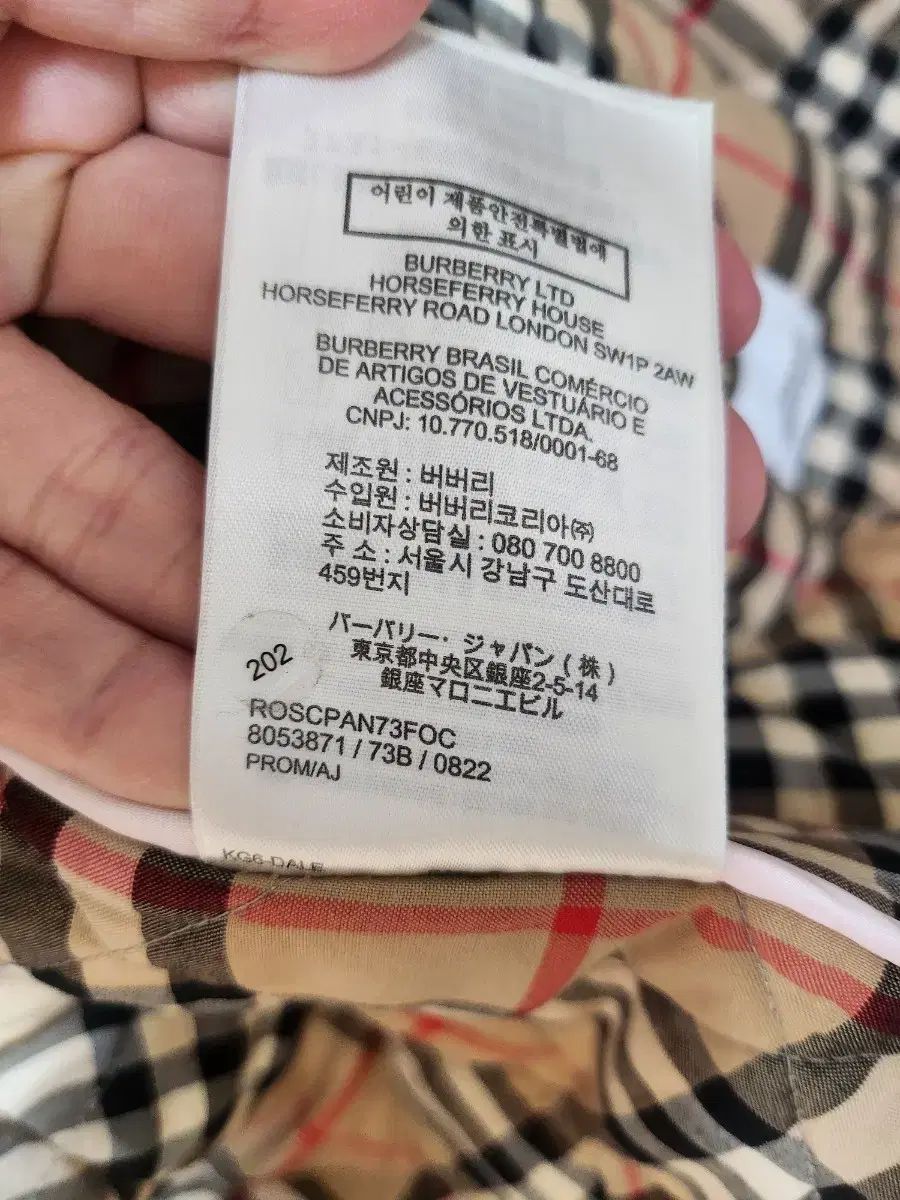 어린이 제품안전특별법에
의한 표시
BURBERRY LTD
HORSEFERRY HOUSE
HORSEFERRY ROAD LONDON SW1P 2AW
BURBERRY BRASIL COMÉRCIO
DE ARTIGOS DE VESTUÁRIO E
ACESSÓRIOS LTDA.
CNPJ: 10.770.518/0001-68
제조원 : 버버리
수입원 : 버버리코리아㈜
소비자상담실 : 080 700 8800
주 소 : 서울시 강남구 도산대로
459번지
バーバリー・ジャパン ( 株 )
東京都中央区銀座2-5-14
銀座マロニエビル
202
ROSCPAN73FOC
8053871 / 73B / 0822
PROM/AJ
KG6 DALE